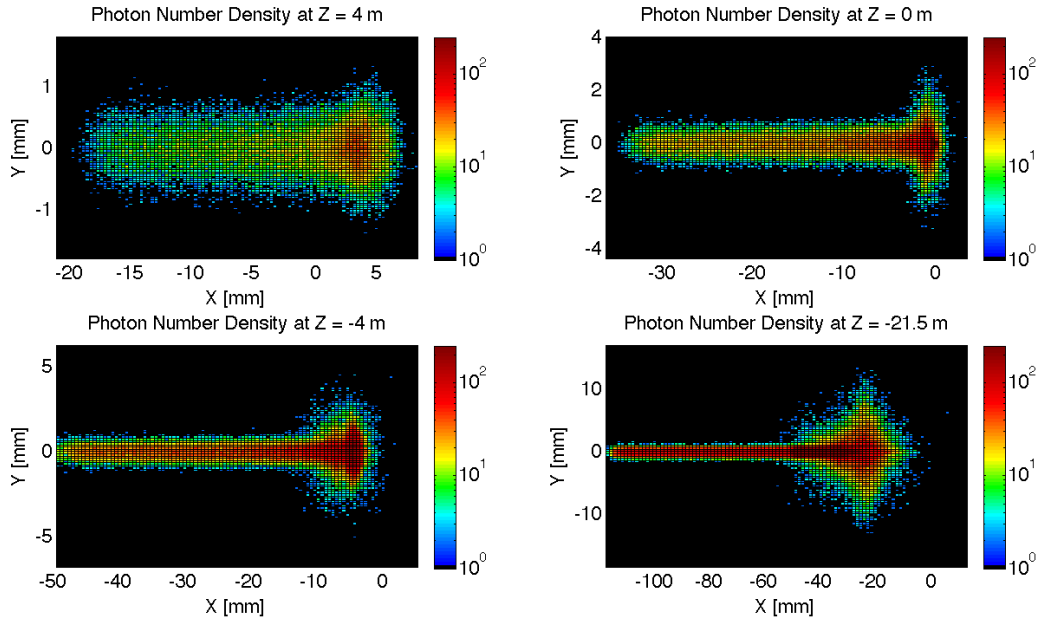 Photon Number Density at Z = 4 m
Y [mm]
1
0
-1
-20 -15 -10 -5 0 5
X [mm]
10^2
10^1
10^0
Photon Number Density at Z = 0 m
Y [mm]
4
2
0
-2
-4
-30 -20 -10 0
X [mm]
10^2
10^1
10^0
Photon Number Density at Z = -4 m
Y [mm]
5
0
-5
-50 -40 -30 -20 -10 0
X [mm]
10^2
10^1
10^0
Photon Number Density at Z = -21.5 m
Y [mm]
10
0
-10
-100 -80 -60 -40 -20 0
X [mm]
10^2
10^1
10^0